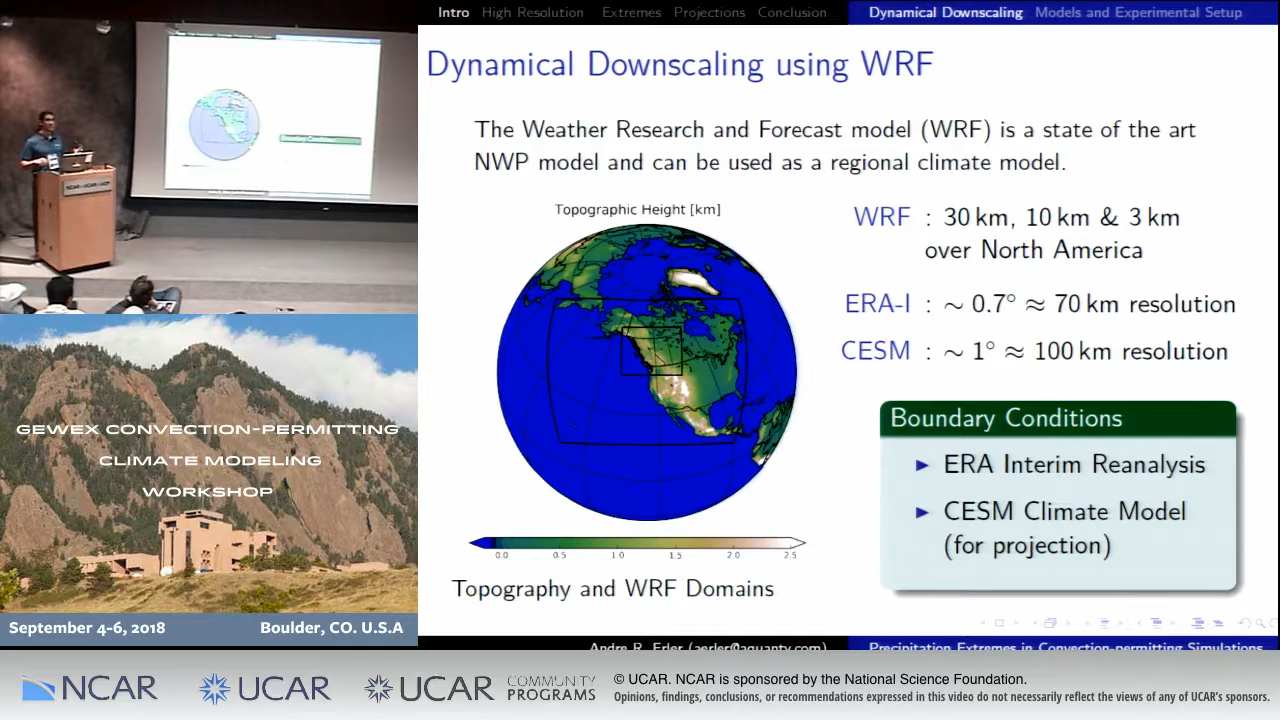 Intro High Resolution Extremes Projections Conclusion Dynamical Downscaling Models and Experimental Setup
Dynamical Downscaling using WRF
The Weather Research and Forecast model (WRF) is a state of the art
NWP model and can be used as a regional climate model.
Topographic Height [km]
WRF : 30 km, 10 km & 3 km
over North America
ERA-I : ∼ 0.7° ≈ 70 km resolution
CESM : ∼ 1° ≈ 100 km resolution
Boundary Conditions
► ERA Interim Reanalysis
► CESM Climate Model
(for projection)
0.0 0.5 1.0 1.5 2.0 2.5
Topography and WRF Domains
Andre R. Erler (aerler@aquanty.com) Precipitation Extremes in Convection-permitting Simulations
NCAR-UCAR-UCP
GEWEX CONVECTION-PERMITTING
CLIMATE MODELING
WORKSHOP
September 4-6, 2018 Boulder, CO. U.S.A
NCAR UCAR UCAR COMMUNITY
PROGRAMS
© UCAR. NCAR is sponsored by the National Science Foundation.
Opinions, findings, conclusions, or recommendations expressed in this video do not necessarily reflect the views of any of UCAR's sponsors.